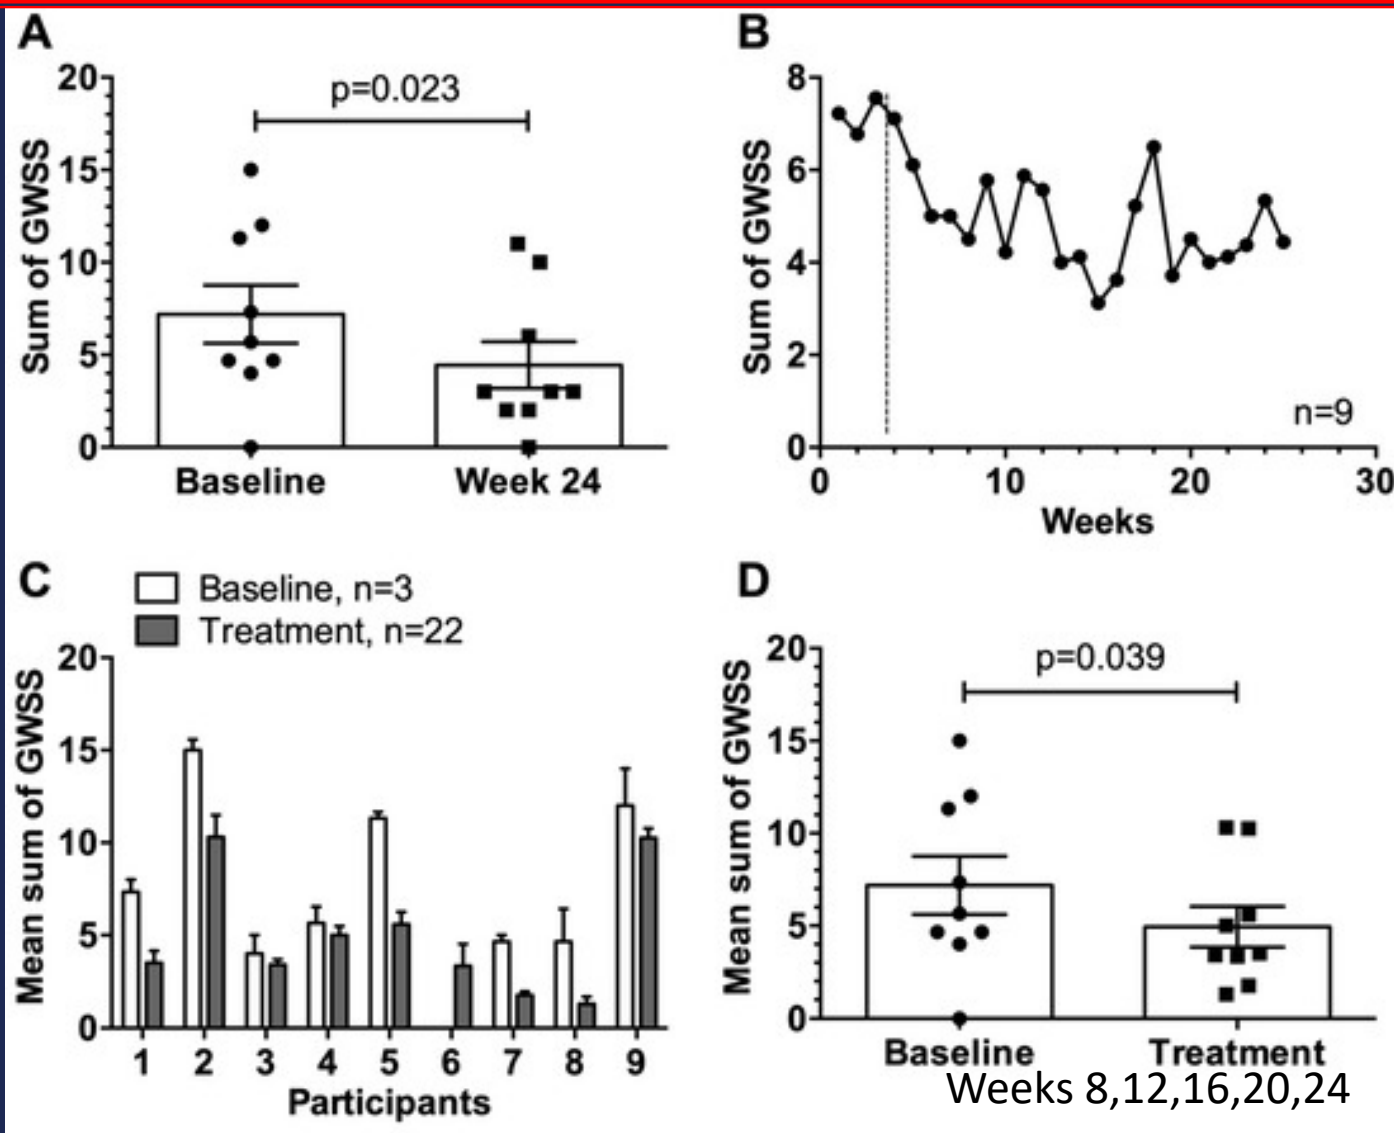 A
20
15
10
5
0
Sum of GWSS
p=0.023
Baseline
Week 24
B
8
6
4
2
0
Sum of GWSS
n=9
0
10
20
30
Weeks
C
Baseline, n=3
Treatment, n=22
20
15
10
5
0
Mean sum of GWSS
1 2 3 4 5 6 7 8 9
Participants
D
20
15
10
5
0
Mean sum of GWSS
p=0.039
Baseline
Treatment
Weeks 8,12,16,20,24